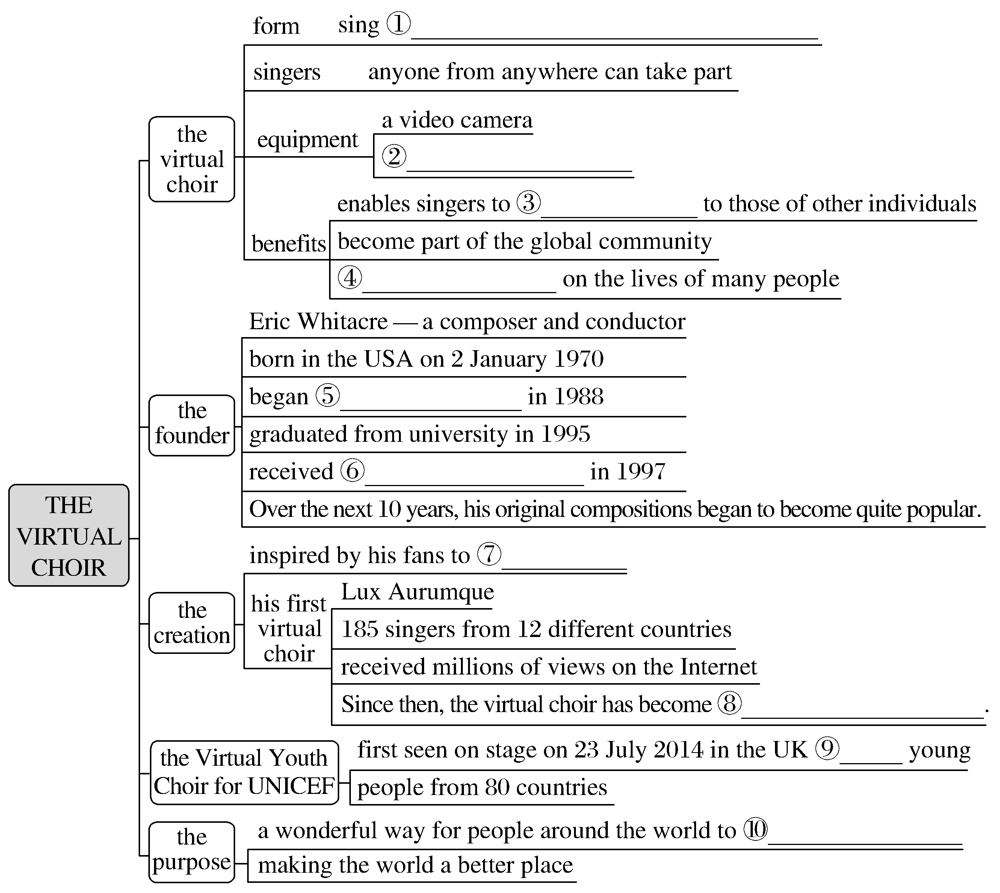 THE
VIRTUAL
CHOIR
the
virtual
choir
form sing ①
singers anyone from anywhere can take part
equipment
a video camera
②
benefits
enables singers to ③ to those of other individuals
become part of the global community
④ on the lives of many people
the
founder
Eric Whitacre — a composer and conductor
born in the USA on 2 January 1970
began ⑤ in 1988
graduated from university in 1995
received ⑥ in 1997
Over the next 10 years, his original compositions began to become quite popular.
the
creation
inspired by his fans to ⑦
his first
virtual
choir
Lux Aurumque
185 singers from 12 different countries
received millions of views on the Internet
Since then, the virtual choir has become ⑧ .
the Virtual Youth
Choir for UNICEF
first seen on stage on 23 July 2014 in the UK ⑨ young
people from 80 countries
the
purpose
a wonderful way for people around the world to ⑩
making the world a better place